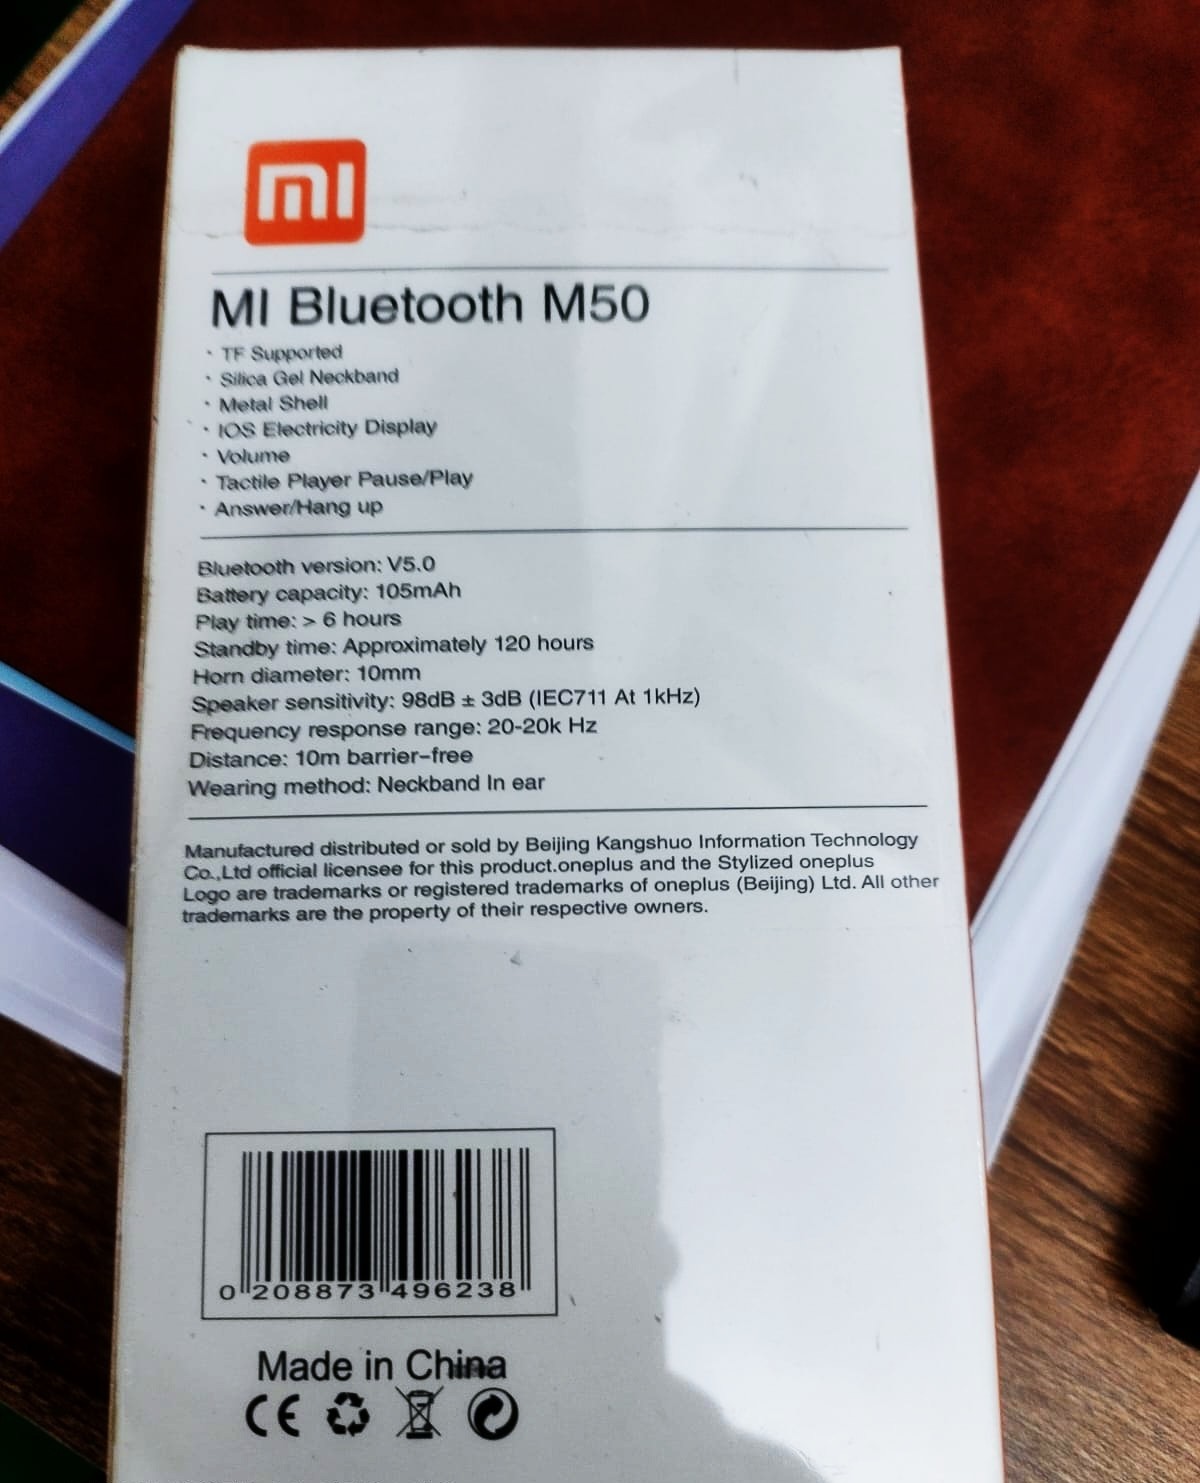 mi
MI Bluetooth M50
· TF Supported
· Silica Gel Neckband
· Metal Shell
· IOS Electricity Display
· Volume
· Tactile Player Pause/Play
· Answer/Hang up
Bluetooth version: V5.0
Battery capacity: 105mAh
Play time: > 6 hours
Standby time: Approximately 120 hours
Horn diameter: 10mm
Speaker sensitivity: 98dB ± 3dB (IEC711 At 1kHz)
Frequency response range: 20-20k Hz
Distance: 10m barrier-free
Wearing method: Neckband In ear
Manufactured distributed or sold by Beijing Kangshuo Information Technology
Co.,Ltd official licensee for this product.oneplus and the Stylized oneplus
Logo are trademarks or registered trademarks of oneplus (Beijing) Ltd. All other
trademarks are the property of their respective owners.
0 208873 496238
Made in China
CE